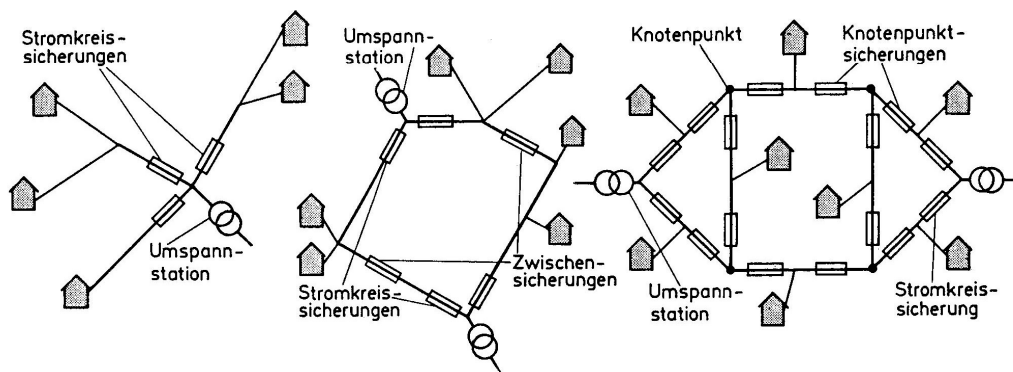 Stromkreis-
sicherungen
Umspann-
station
Umspann-
station
Stromkreis-
sicherungen
Zwischen-
sicherungen
Knotenpunkt
Knotenpunkt-
sicherungen
Umspann-
station
Stromkreis-
sicherung